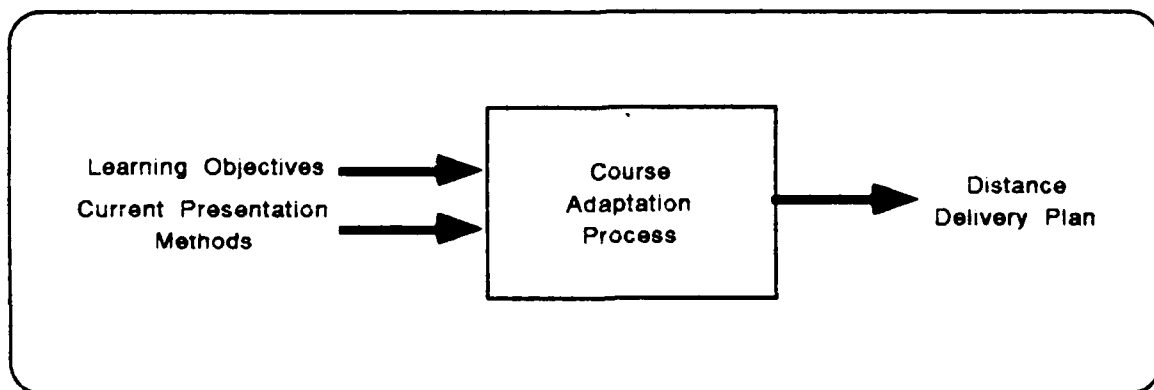 Learning Objectives
Current Presentation
Methods
Course
Adaptation
Process
Distance
Delivery Plan